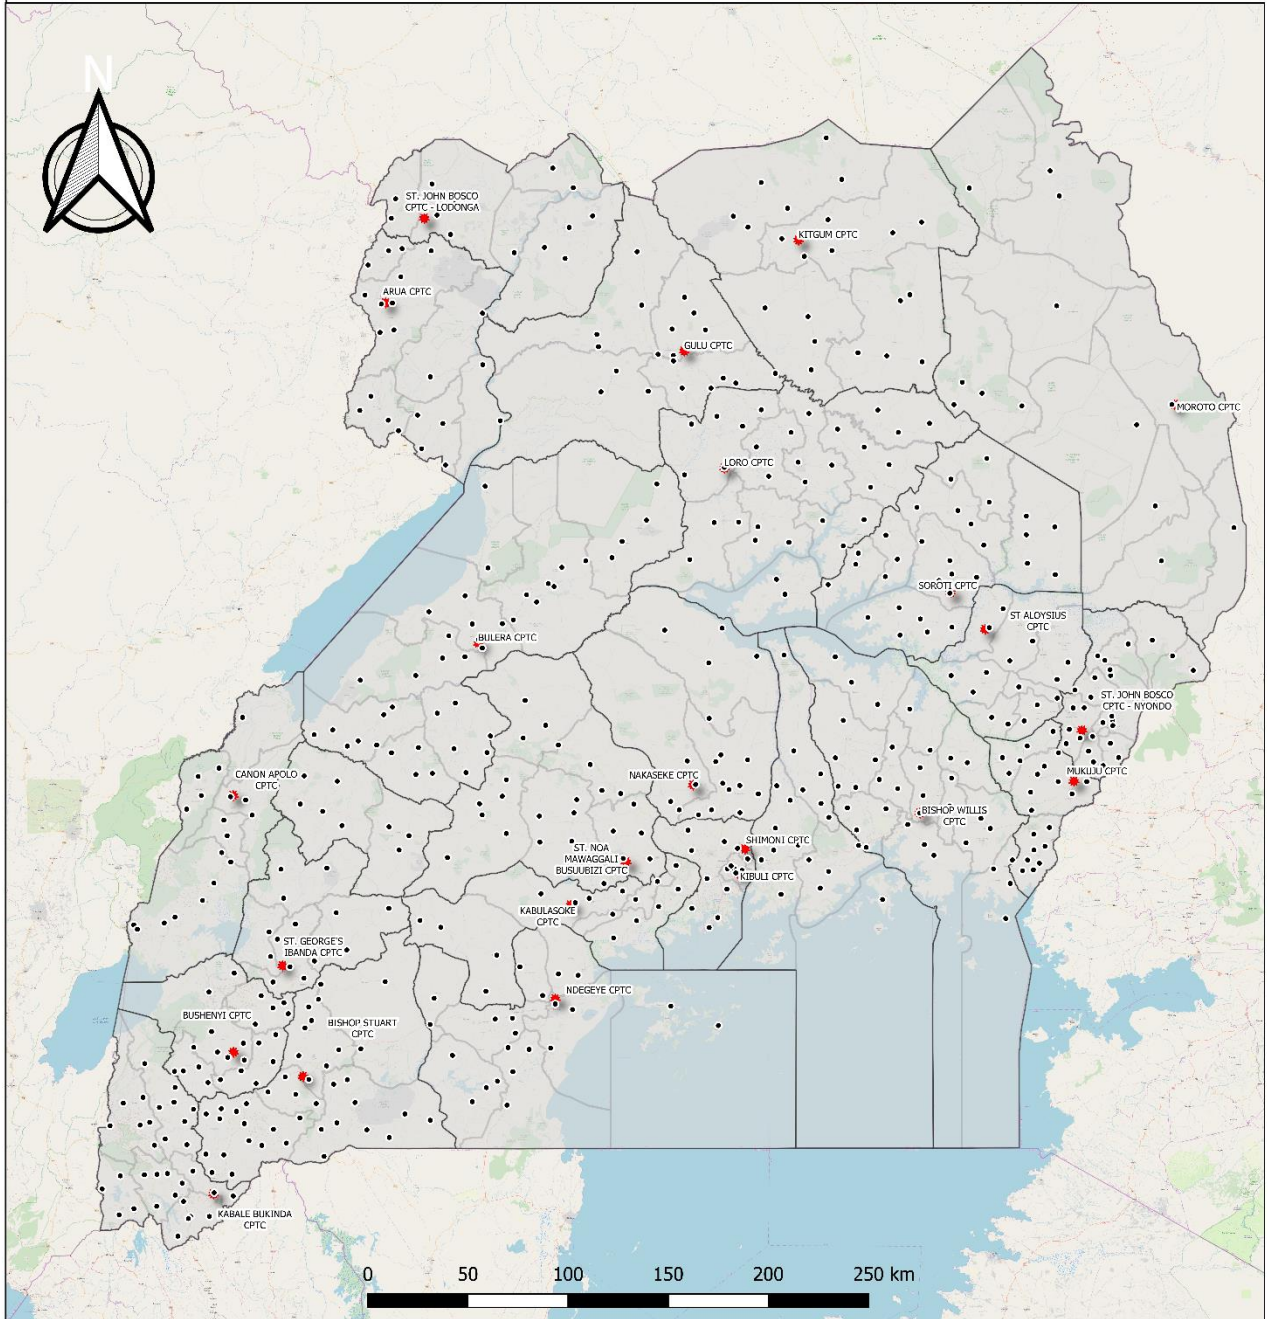 N
ST. JOHN BOSCO
CPTC - LODONGA
KITGUM CPTC
ARUA CPTC
GULU CPTC
MOROTO CPTC
LORO CPTC
SOROTI CPTC
ST ALOYSIUS
CPTC
BULERA CPTC
ST. JOHN BOSCO
CPTC - NYONDO
CANON APOLO
CPTC
NAKASEKE CPTC
MUKUJU CPTC
BISHOP WILLIS
CPTC
SHIMONI CPTC
ST. NOA
MAWAGGALI
BUSUUBIZI CPTC
KIBULI CPTC
KABULASOKE
CPTC
ST. GEORGE'S
IBANDA CPTC
NDEGEYE CPTC
BUSHENYI CPTC
BISHOP STUART
CPTC
KABALE BUKINDA
CPTC
0 50 100 150 200 250 km